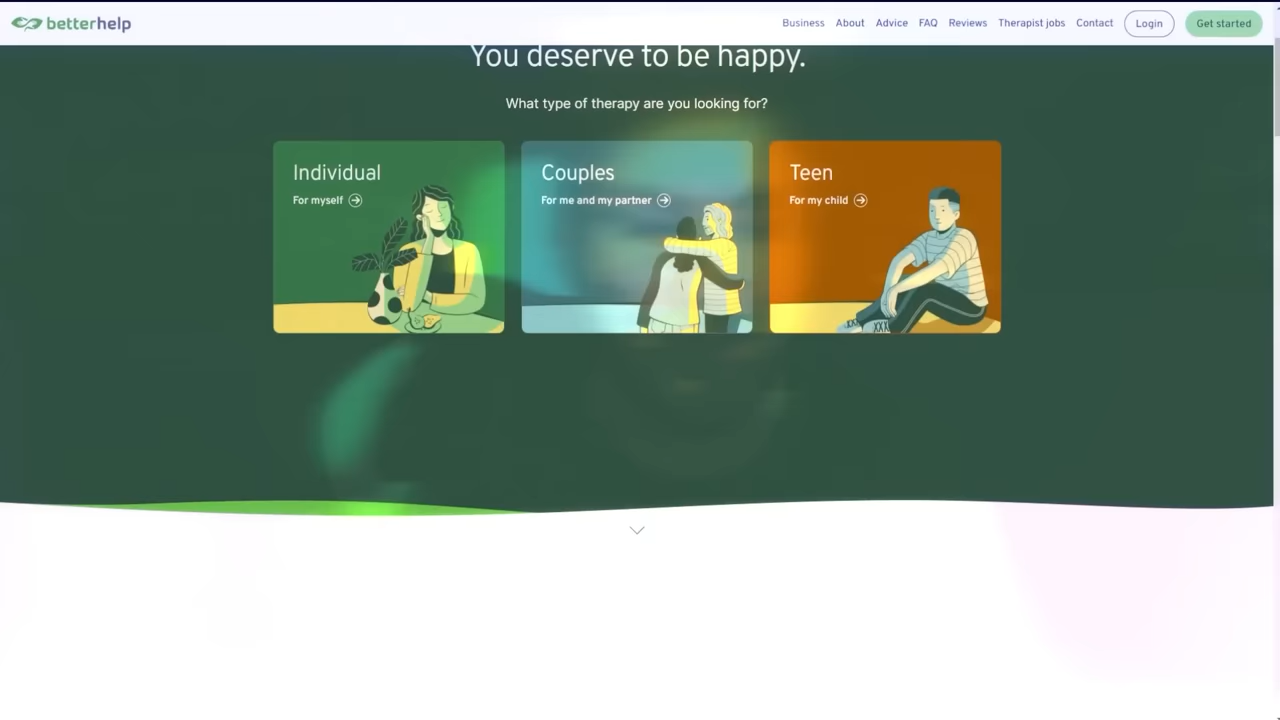 betterhelp
Business About Advice FAQ Reviews Therapist jobs Contact Login Get started
You deserve to be happy.
What type of therapy are you looking for?
Individual
For myself
Couples
For me and my partner
Teen
For my child